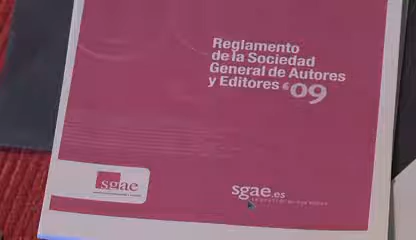 Reglamento
de la Sociedad
General de Autores
y Editores €09
sgae
sgae.es